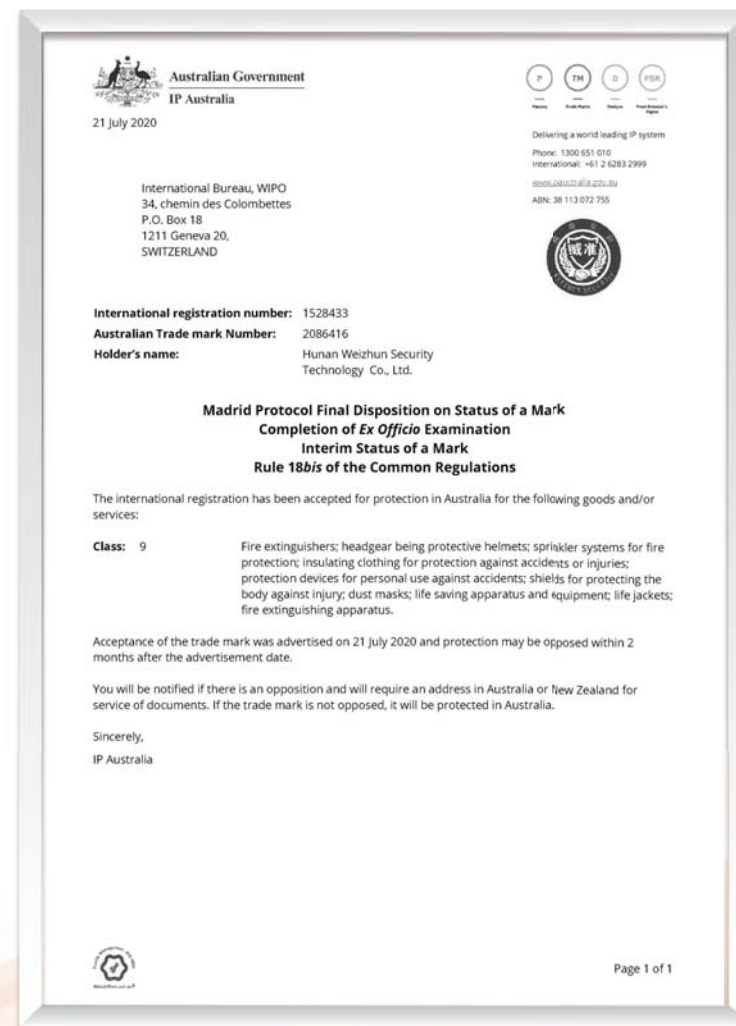 Australian Government
IP Australia
21 July 2020
P TM D PBR
Patents Trade Marks Designs Plant Breeder's Rights
Delivering a world leading IP system
Phone: 1300 651 010
International: +61 2 6283 2999
www.ipaustralia.gov.au
ABN: 38 113 072 755
International Bureau, WIPO
34, chemin des Colombettes
P.O. Box 18
1211 Geneva 20,
SWITZERLAND
威准
International registration number: 1528433
Australian Trade mark Number: 2086416
Holder's name: Hunan Weizhun Security
Technology Co., Ltd.
Madrid Protocol Final Disposition on Status of a Mark
Completion of Ex Officio Examination
Interim Status of a Mark
Rule 18bis of the Common Regulations
The international registration has been accepted for protection in Australia for the following goods and/or
services:
Class: 9 Fire extinguishers; headgear being protective helmets; sprinkler systems for fire
protection; insulating clothing for protection against accidents or injuries;
protection devices for personal use against accidents; shields for protecting the
body against injury; dust masks; life saving apparatus and equipment; life jackets;
fire extinguishing apparatus.
Acceptance of the trade mark was advertised on 21 July 2020 and protection may be opposed within 2
months after the advertisement date.
You will be notified if there is an opposition and will require an address in Australia or New Zealand for
service of documents. If the trade mark is not opposed, it will be protected in Australia.
Sincerely,
IP Australia
Page 1 of 1